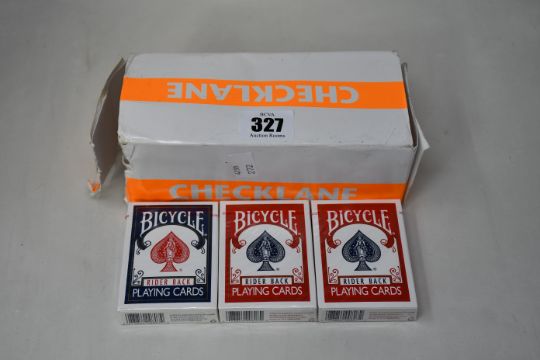 CHECKLANE
BCVA
327
Auction Rooms
CHECKLANE
BICYCLE
RIDER BACK
PLAYING CARDS
BICYCLE
RIDER BACK
PLAYING CARDS
BICYCLE
RIDER BACK
PLAYING CARDS